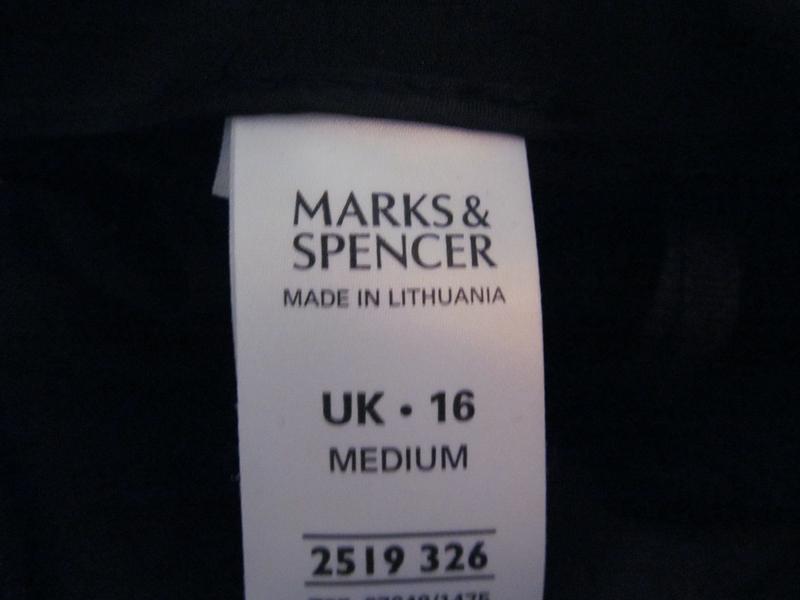 MARKS &
SPENCER
MADE IN LITHUANIA
UK • 16
MEDIUM
2519 326